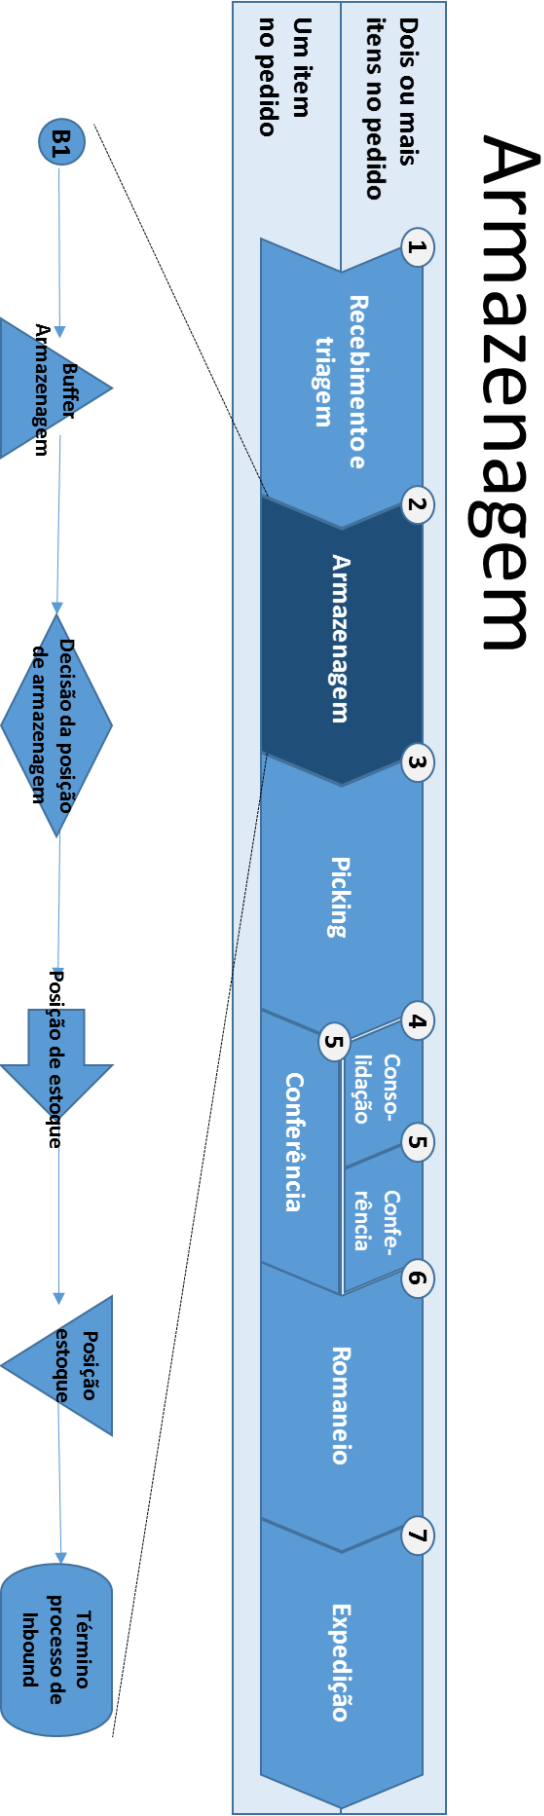 Armazenagem
Dois ou mais
itens no pedido
Um item
no pedido
1
Recebimento e
triagem
2
Armazenagem
3
Picking
4
Conso-
lidação
5
Confe-
rência
5
Conferência
6
Romaneio
7
Expedição
B1
Buffer
Armazenagem
Decisão da posição
de armazenagem
Posição de estoque
Posição
estoque
Término
processo de
Inbound